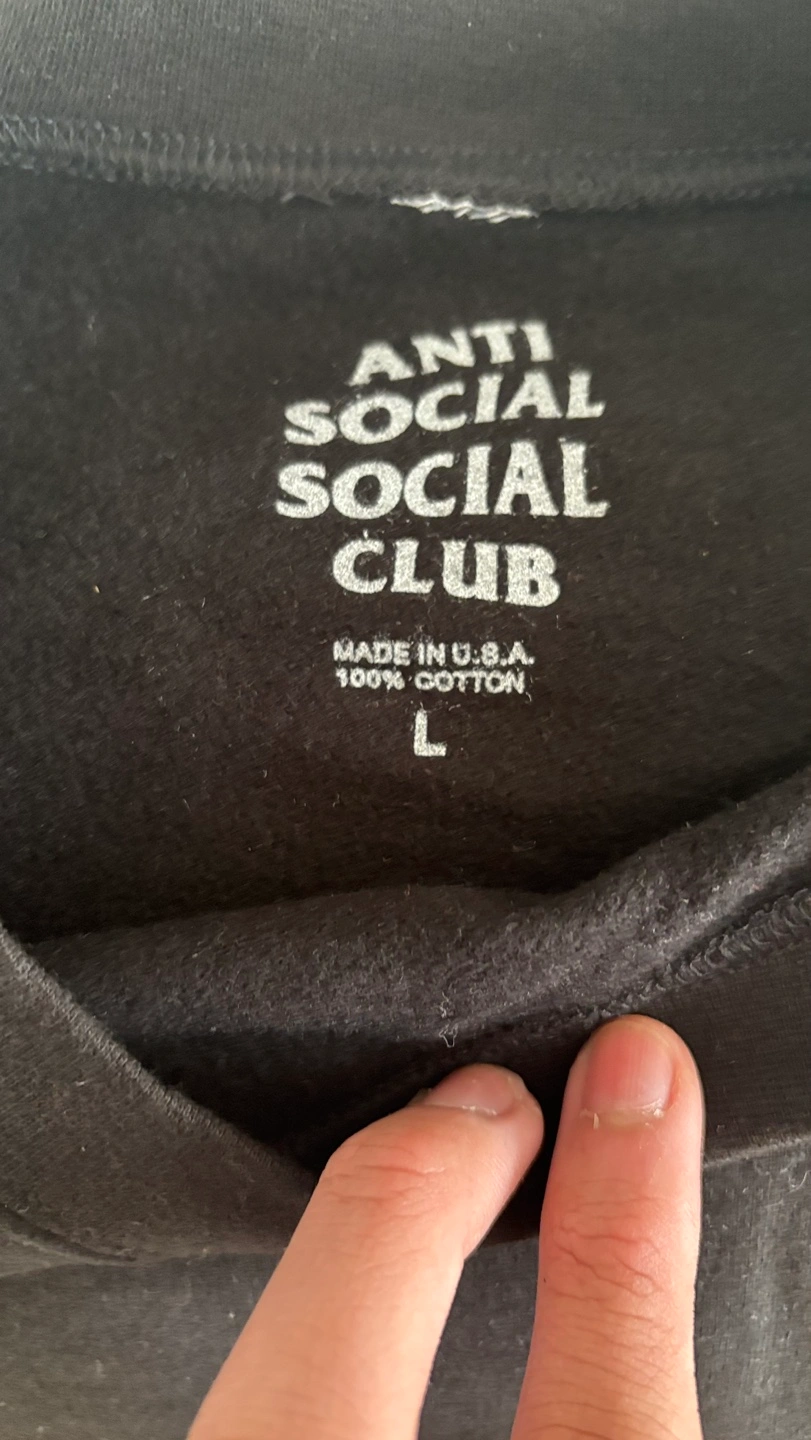 ANTI
SOCIAL
SOCIAL
CLUB
MADE IN U.S.A.
100% COTTON
L